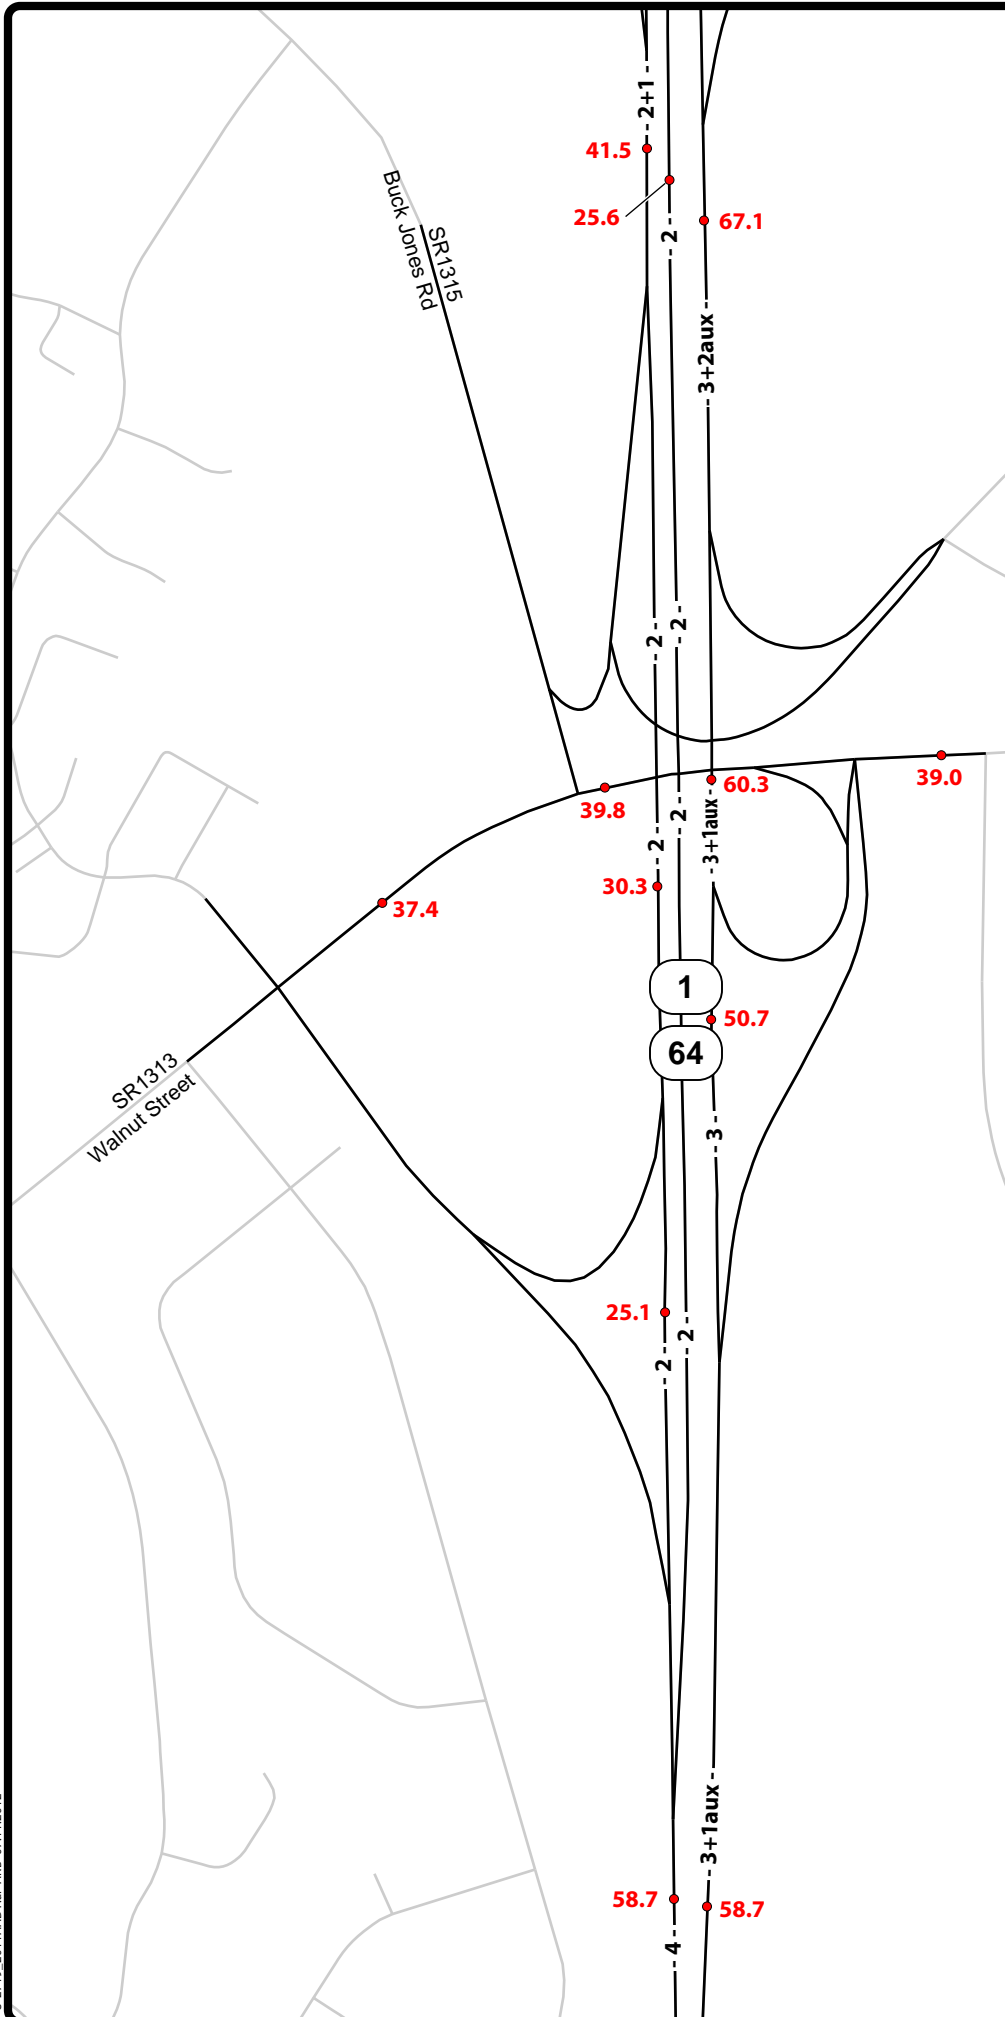 - 2+1 -
41.5
25.6
- 2 -
67.1
SR1315
Buck Jones Rd
- 3+2aux -
- 2 -
- 2 -
39.8
60.3
39.0
- 2 -
- 2 -
- 3+1aux -
30.3
37.4
1
50.7
64
SR1313
Walnut Street
- 3 -
25.1
- 2 -
- 2 -
- 3+1aux -
58.7
58.7
- 4 -